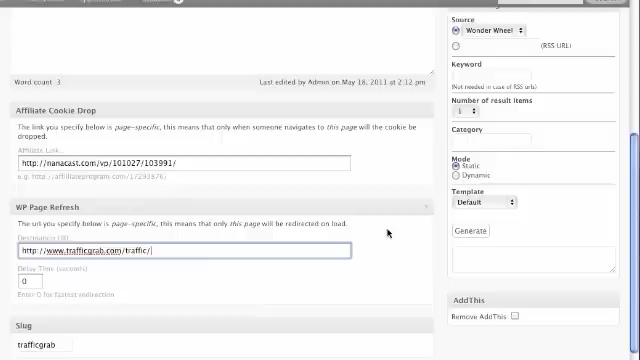 Word count 3
Last edited by Admin on May 18, 2011 at 2:12 pm
Affiliate Cookie Drop
The link you specify below is page-specific, this means that only when someone navigates to this page will the cookie be
dropped.
Affiliate Link
http://nanacast.com/vp/101027/103991/
e.g. http://affiliateprogram.com/17293876/
WP Page Refresh
The url you specify below is page-specific, this means that only this page will be redirected on load.
Destination URL
http://www.trafficgrab.com/traffic/
Delay Time (seconds)
0
Enter 0 for fastest redirection
Slug
trafficgrab
Source
Wonder Wheel
(RSS URL)
Keyword
(Not needed in case of RSS urls)
Number of result items
1
Category
Mode
Static
Dynamic
Template
Default
Generate
AddThis
Remove AddThis: